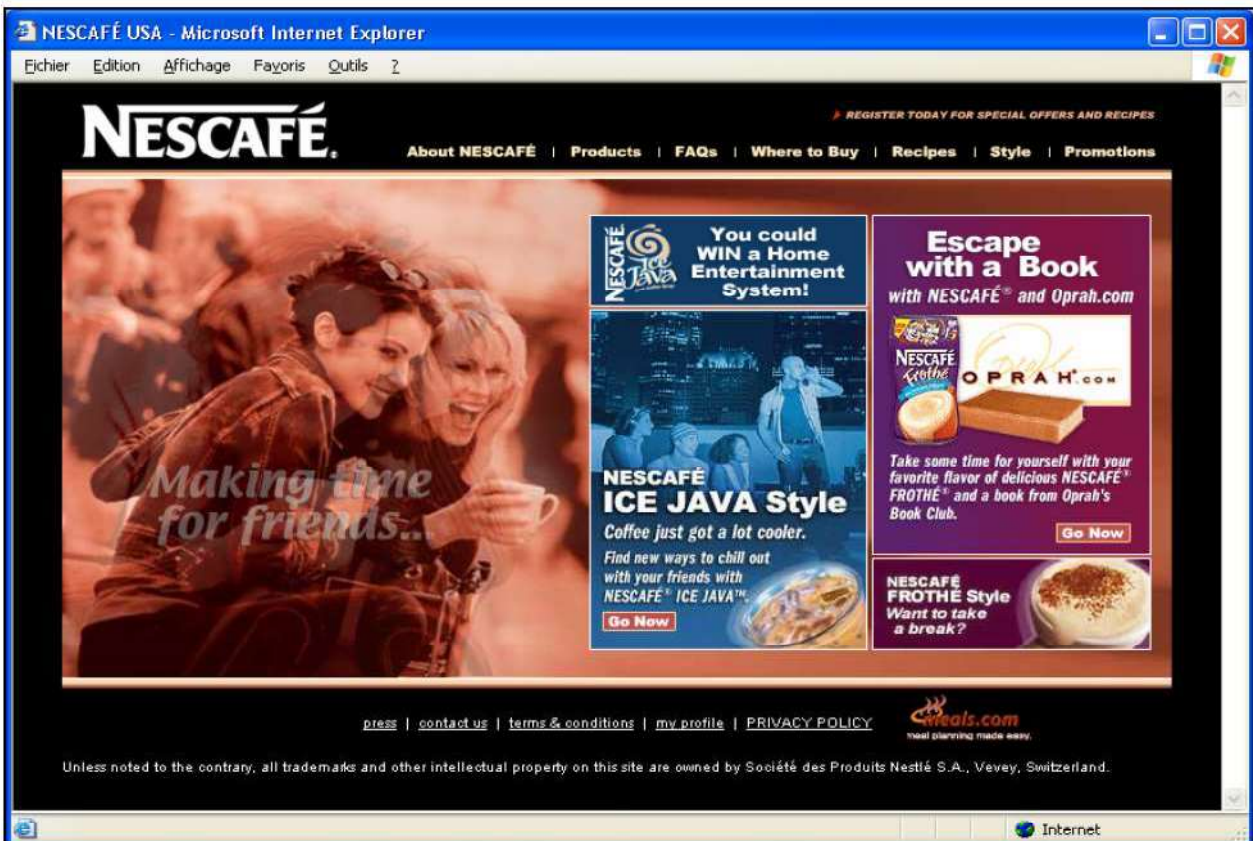 NESCAFÉ USA - Microsoft Internet Explorer
Fichier Edition Affichage Favoris Outils ?
NESCAFÉ.
REGISTER TODAY FOR SPECIAL OFFERS AND RECIPES
About NESCAFÉ | Products | FAQs | Where to Buy | Recipes | Style | Promotions
Making time
for friends...
NESCAFÉ
Ice
Java
You could
WIN a Home
Entertainment
System!
NESCAFÉ
ICE JAVA Style
Coffee just got a lot cooler.
Find new ways to chill out
with your friends with
NESCAFÉ® ICE JAVA™.
Go Now
Escape
with a Book
with NESCAFÉ® and Oprah.com
NESCAFÉ
Frothé
OPRAH.COM
Take some time for yourself with your
favorite flavor of delicious NESCAFÉ®
FROTHÉ® and a book from Oprah's
Book Club.
Go Now
NESCAFÉ
FROTHÉ Style
Want to take
a break?
press | contact us | terms & conditions | my profile | PRIVACY POLICY
meals.com
meal planning made easy.
Unless noted to the contrary, all trademarks and other intellectual property on this site are owned by Société des Produits Nestlé S.A., Vevey, Switzerland.
Internet